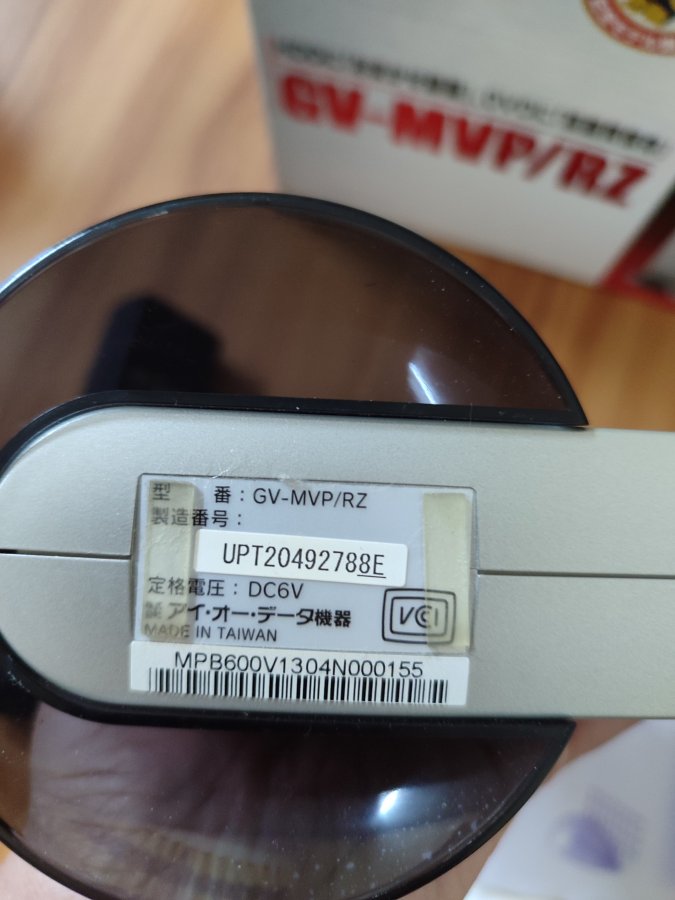 GV-MVP/RZ
型 番：GV-MVP/RZ
製造番号：
UPT20492788E
定格電圧：DC6V
㈱アイ・オー・データ機器
VCI
MADE IN TAIWAN
MPB600V1304N000155